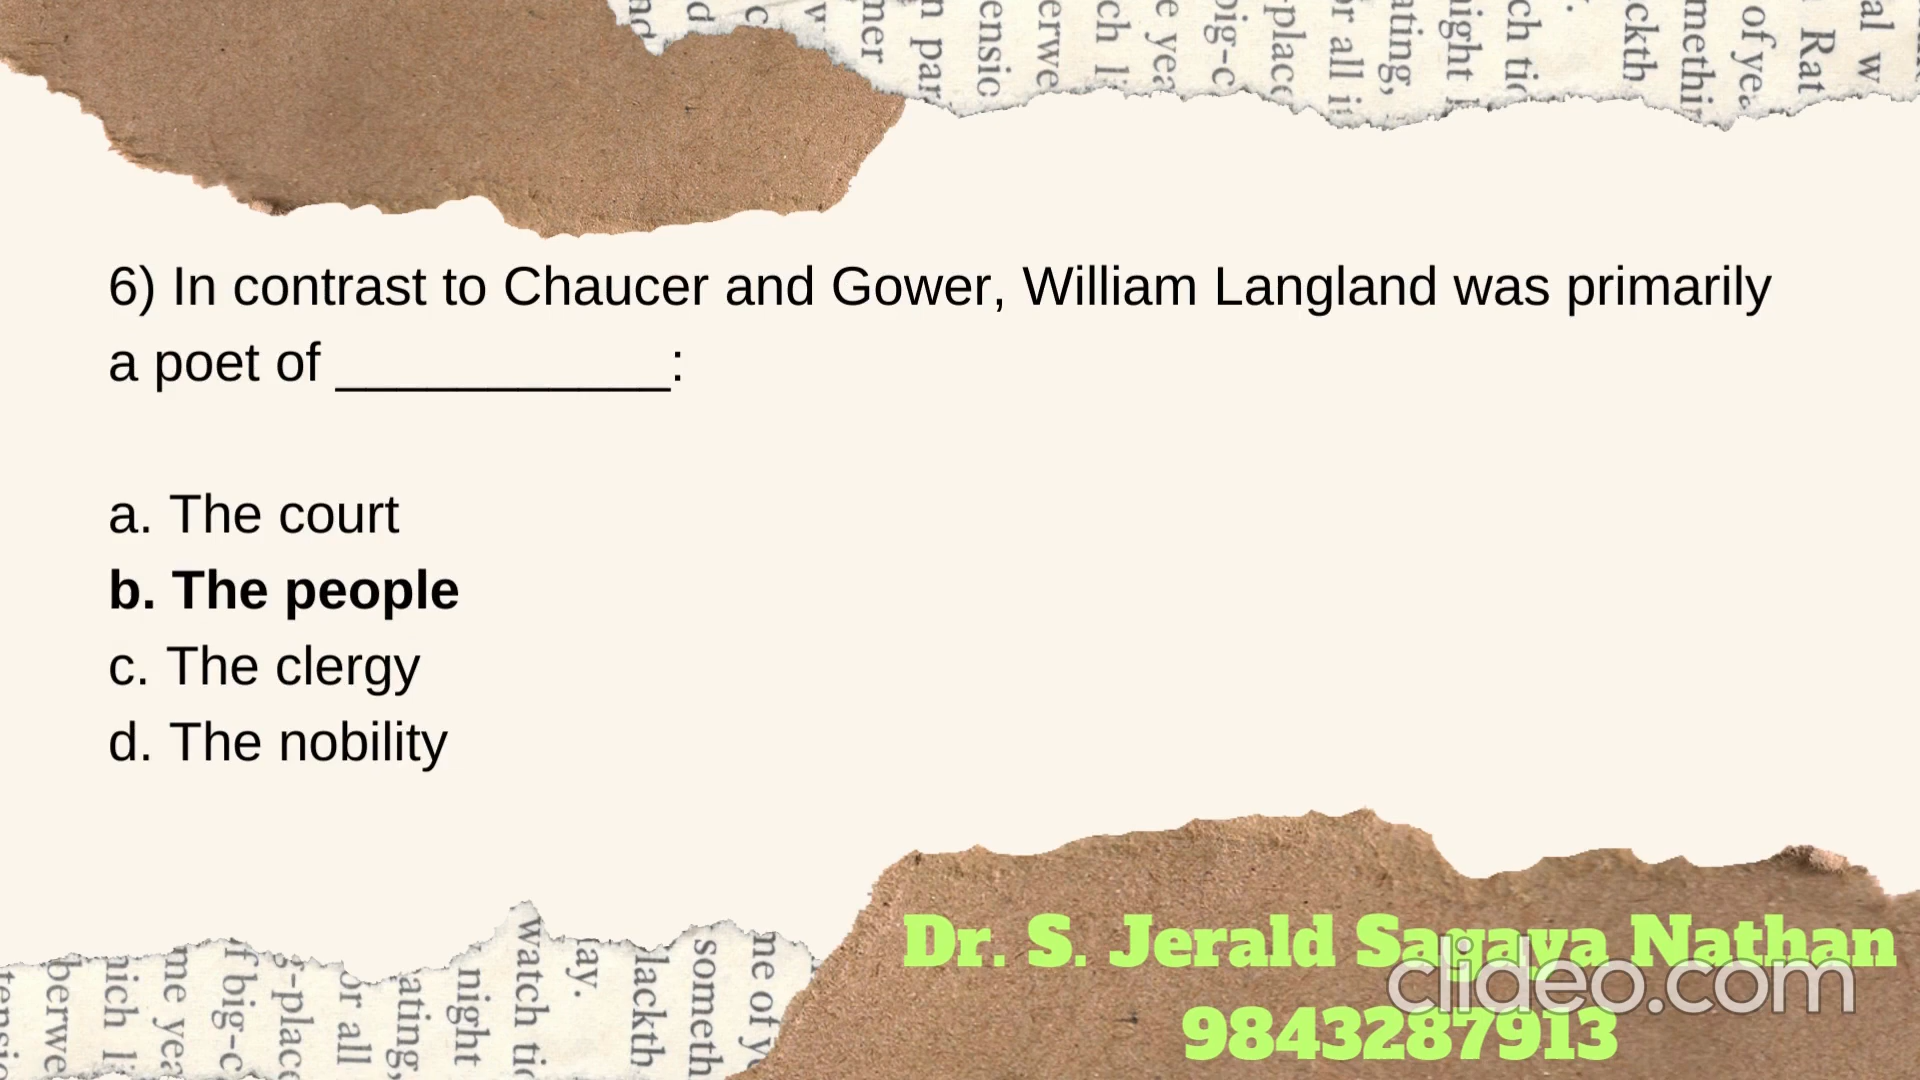 6) In contrast to Chaucer and Gower, William Langland was primarily
a poet of ___________:
a. The court
b. The people
c. The clergy
d. The nobility
Dr. S. Jerald Sagaya Nathan
clideo.com
9843287913